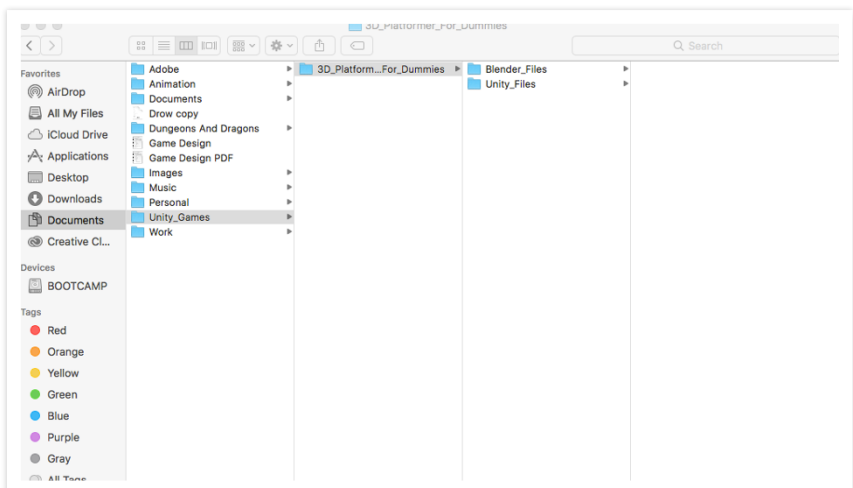 3D_Platformer_For_Dummies
Search
Favorites
AirDrop
All My Files
iCloud Drive
Applications
Desktop
Downloads
Documents
Creative Cl...
Devices
BOOTCAMP
Tags
Red
Orange
Yellow
Green
Blue
Purple
Gray
All Tags
Adobe
Animation
Documents
Drow copy
Dungeons And Dragons
Game Design
Game Design PDF
Images
Music
Personal
Unity_Games
Work
3D_Platform...For_Dummies
Blender_Files
Unity_Files